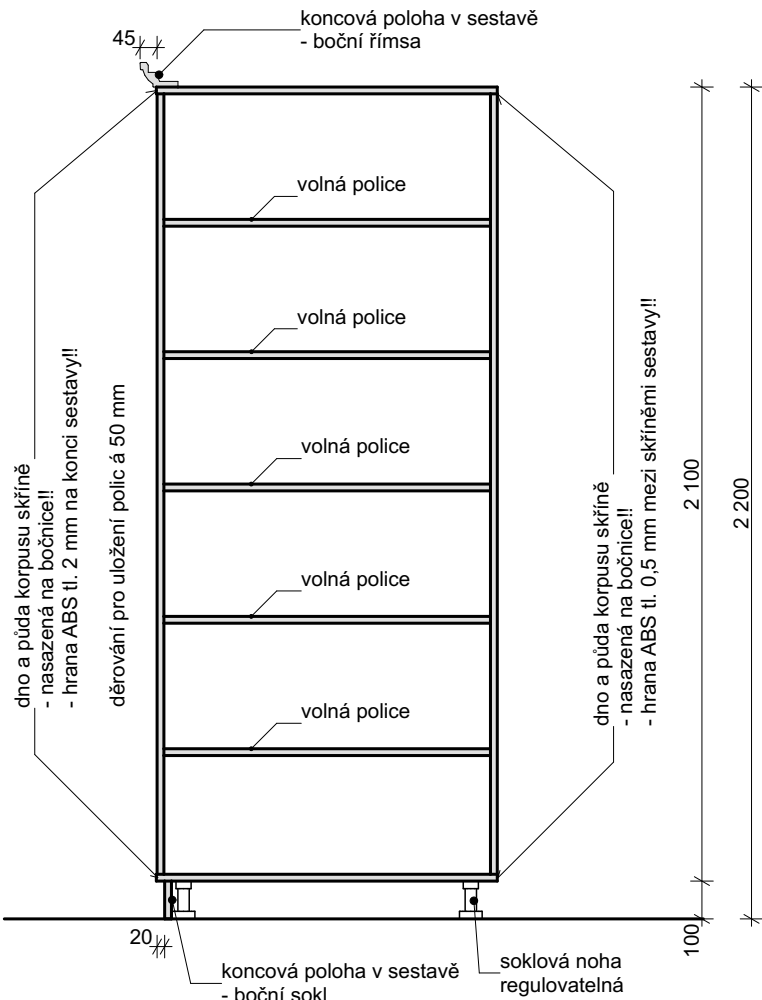 koncová poloha v sestavě
- boční římsa
45
volná police
volná police
volná police
volná police
volná police
dno a půda korpusu skříně
- nasazená na bočnice!!
- hrana ABS tl. 2 mm na konci sestavy!!
děrování pro uložení polic á 50 mm
dno a půda korpusu skříně
- nasazená na bočnice!!
- hrana ABS tl. 0,5 mm mezi skříněmi sestavy!!
2 100
2 200
100
20
koncová poloha v sestavě
- boční sokl
soklová noha
regulovatelná